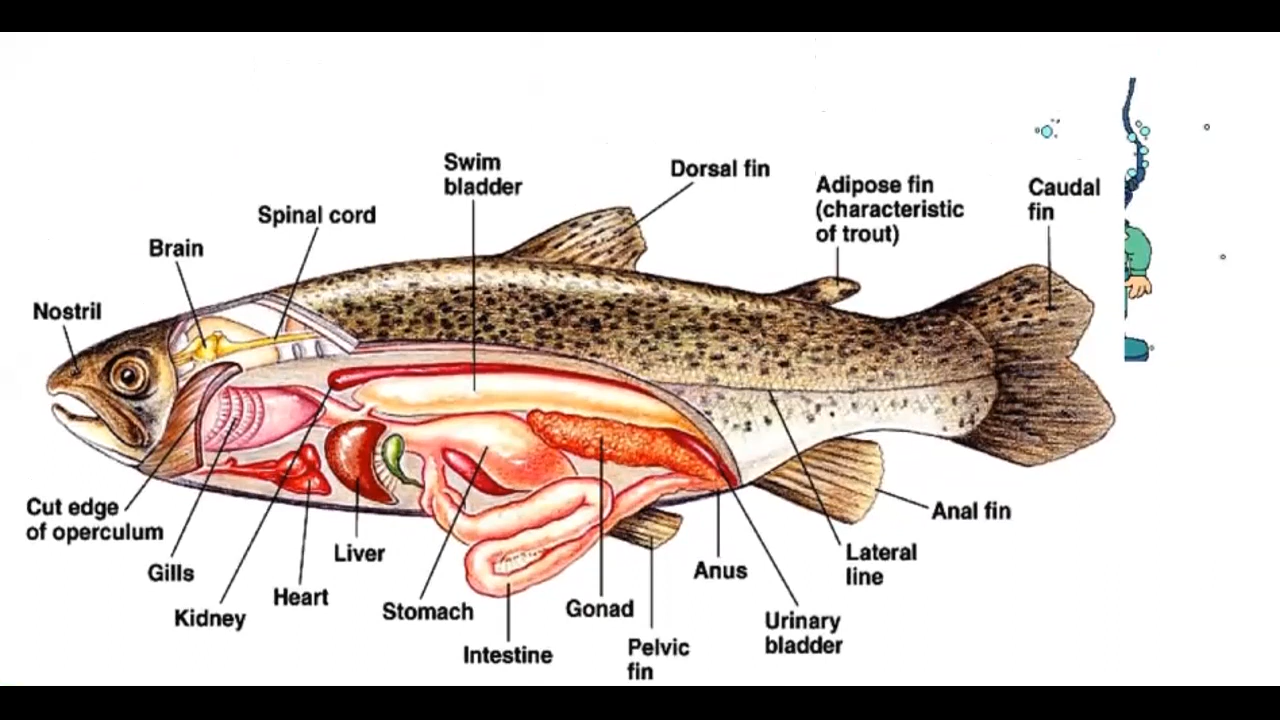 Swim
bladder
Dorsal fin
Adipose fin
(characteristic
of trout)
Caudal
fin
Spinal cord
Brain
Nostril
Cut edge
of operculum
Gills
Kidney
Heart
Liver
Stomach
Intestine
Gonad
Pelvic
fin
Anus
Urinary
bladder
Lateral
line
Anal fin